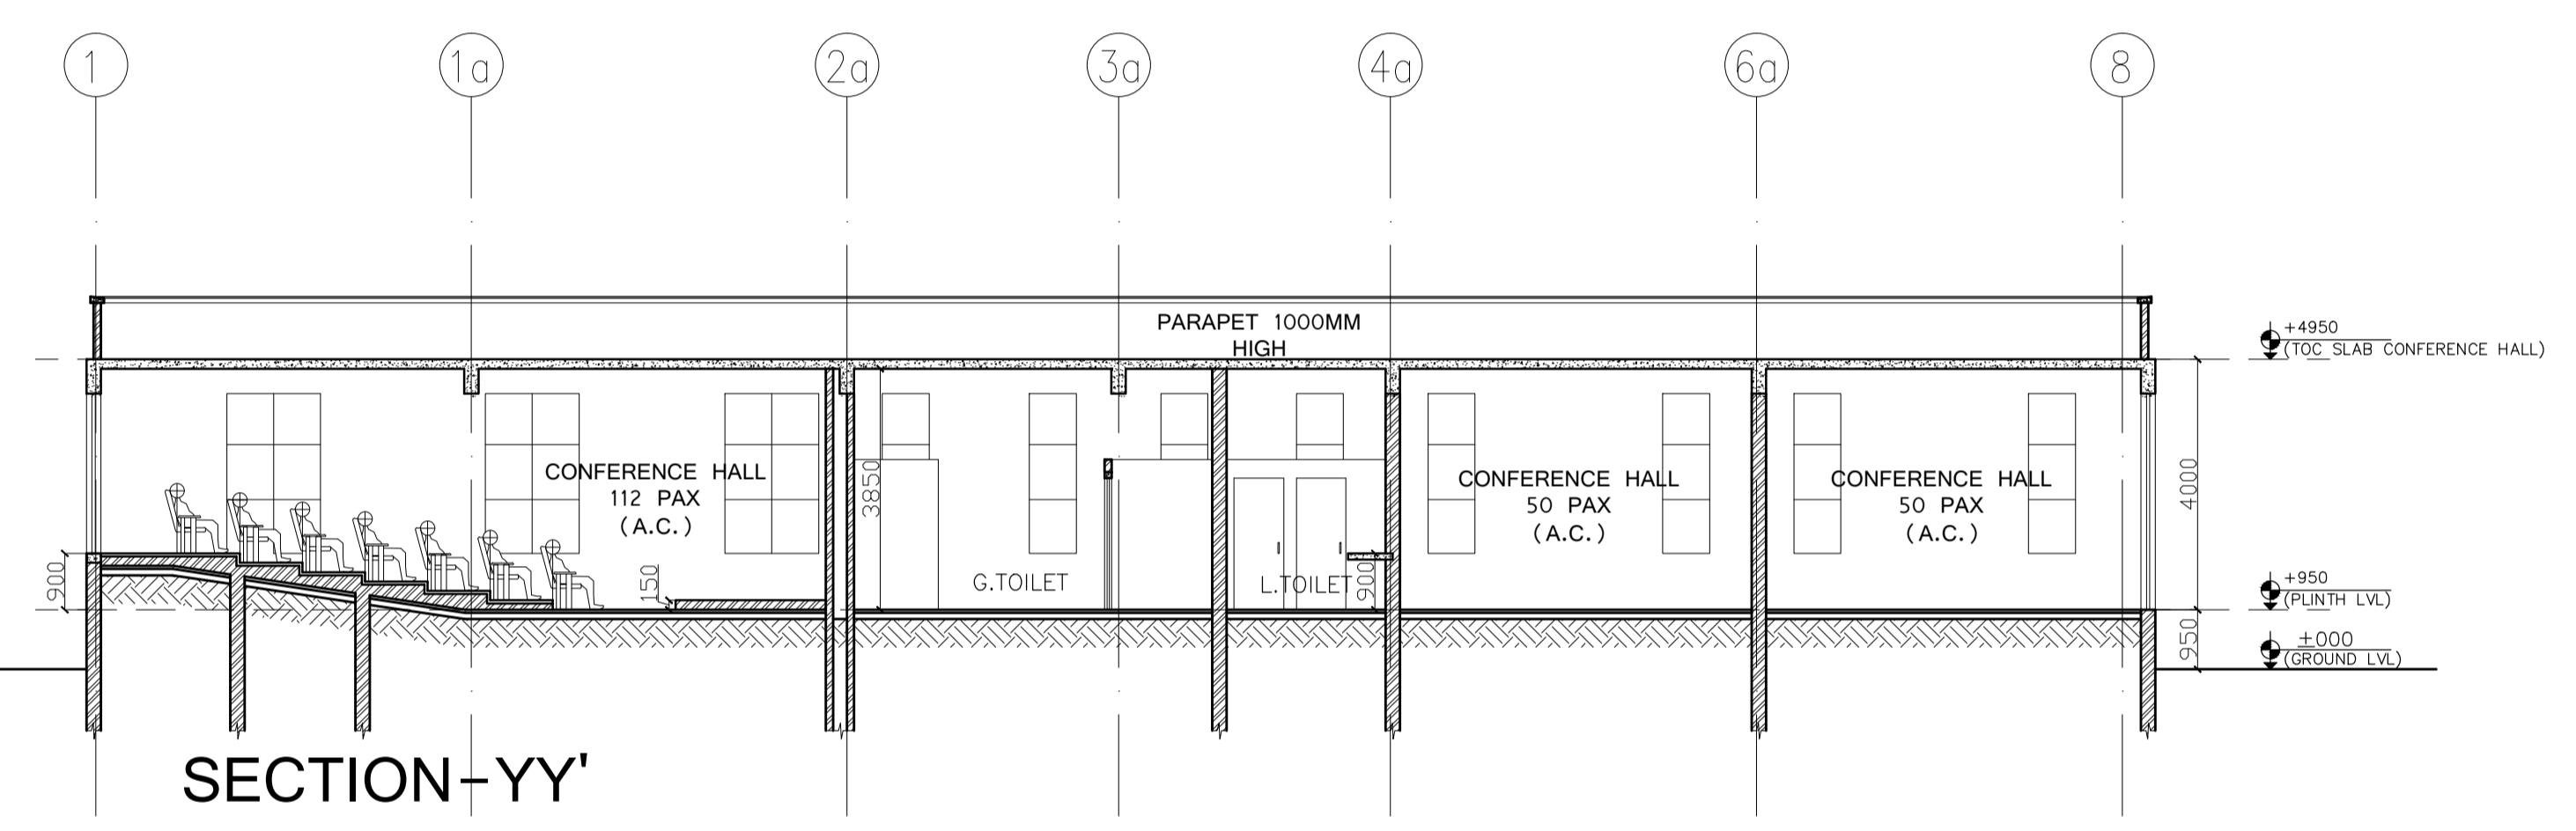 1
1a
2a
3a
4a
6a
8
PARAPET 1000MM
HIGH
+4950
(TOC SLAB CONFERENCE HALL)
CONFERENCE HALL
112 PAX
(A.C.)
3850
CONFERENCE HALL
50 PAX
(A.C.)
CONFERENCE HALL
50 PAX
(A.C.)
4000
900
150
G.TOILET
L.TOILET
900
+950
(PLINTH LVL)
950
±000
(GROUND LVL)
SECTION-YY'